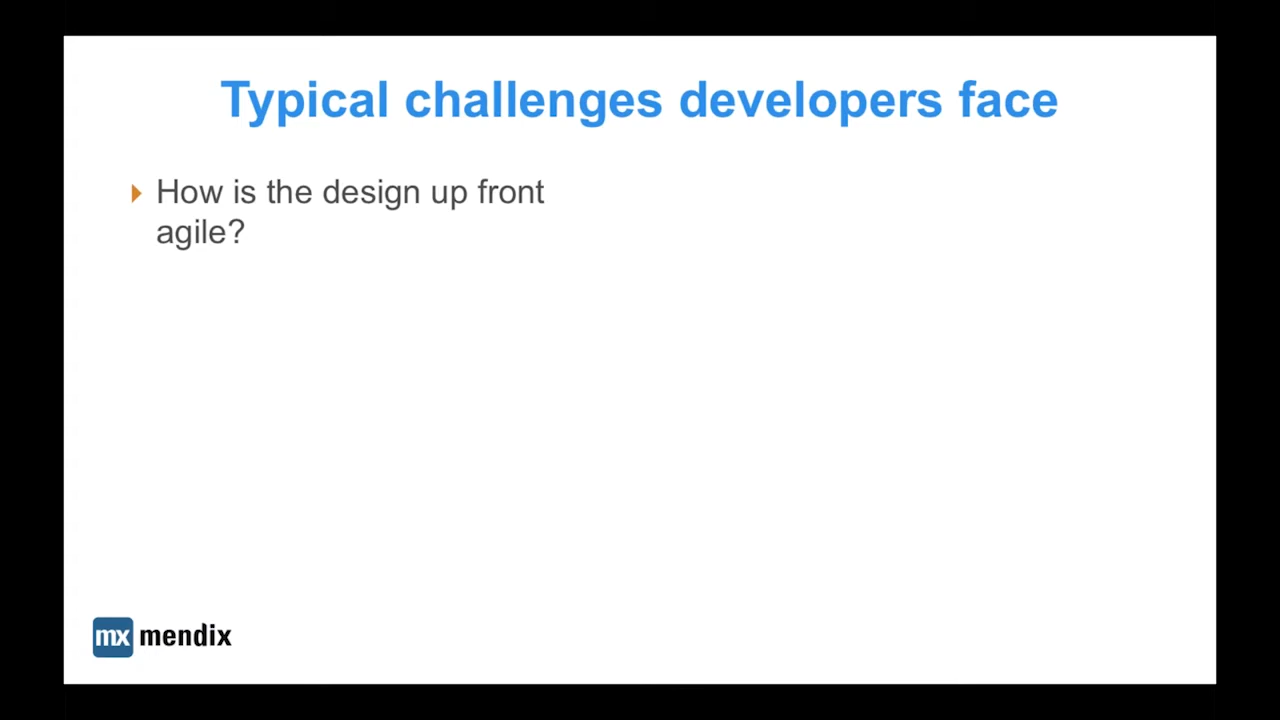 Typical challenges developers face
How is the design up front
agile?
mx mendix